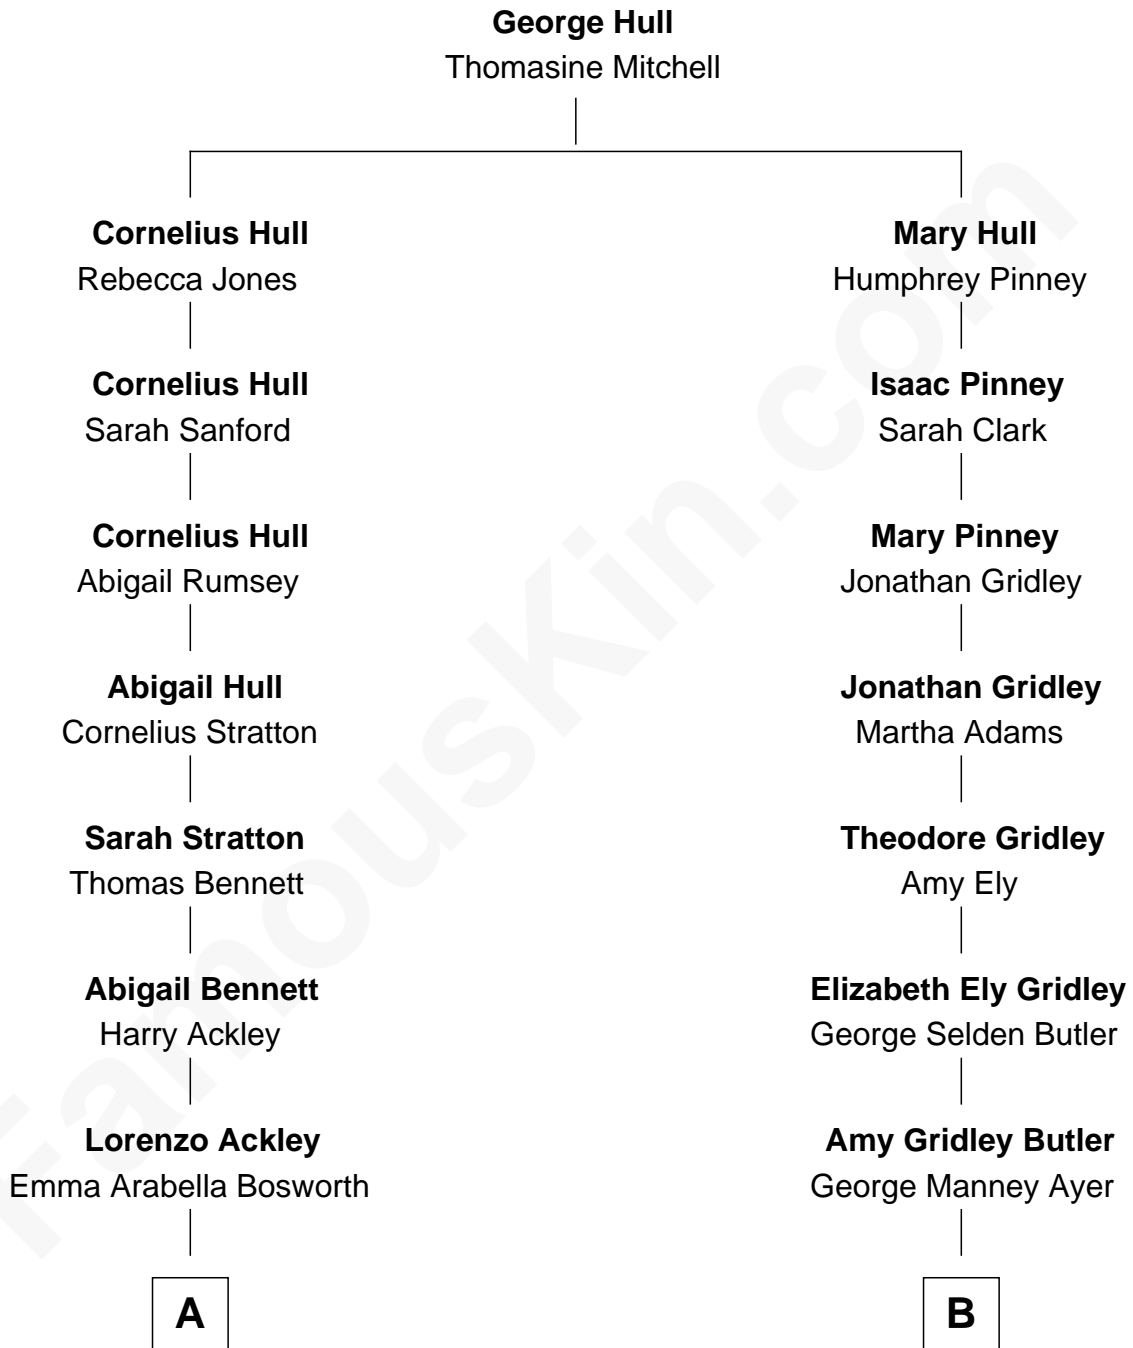 George Hull
Thomasine Mitchell
Cornelius Hull
Rebecca Jones
Cornelius Hull
Sarah Sanford
Cornelius Hull
Abigail Rumsey
Abigail Hull
Cornelius Stratton
Sarah Stratton
Thomas Bennett
Abigail Bennett
Harry Ackley
Lorenzo Ackley
Emma Arabella Bosworth
A
Mary Hull
Humphrey Pinney
Isaac Pinney
Sarah Clark
Mary Pinney
Jonathan Gridley
Jonathan Gridley
Martha Adams
Theodore Gridley
Amy Ely
Elizabeth Ely Gridley
George Selden Butler
Amy Gridley Butler
George Manney Ayer
B
FamousKin.com